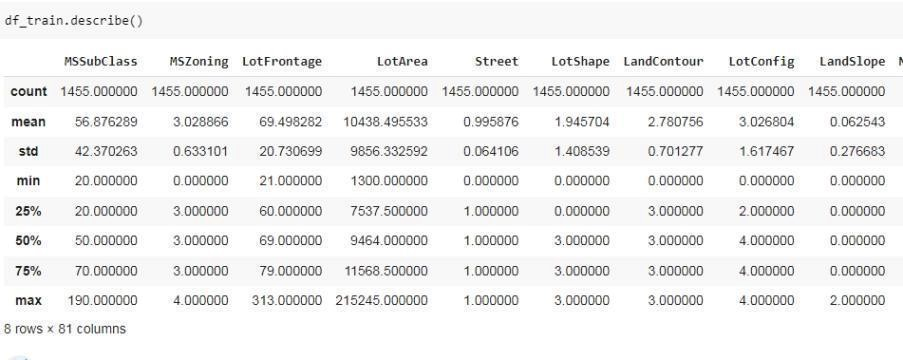 df_train.describe()
MSSubClass MSZoning LotFrontage LotArea Street LotShape LandContour LotConfig LandSlope
count 1455.000000 1455.000000 1455.000000 1455.000000 1455.000000 1455.000000 1455.000000 1455.000000 1455.000000
mean 56.876289 3.028866 69.498282 10438.495533 0.995876 1.945704 2.780756 3.026804 0.062543
std 42.370263 0.633101 20.730699 9856.332592 0.064106 1.408539 0.701277 1.617467 0.276683
min 20.000000 0.000000 21.000000 1300.000000 0.000000 0.000000 0.000000 0.000000 0.000000
25% 20.000000 3.000000 60.000000 7537.500000 1.000000 0.000000 3.000000 2.000000 0.000000
50% 50.000000 3.000000 69.000000 9464.000000 1.000000 3.000000 3.000000 4.000000 0.000000
75% 70.000000 3.000000 79.000000 11568.500000 1.000000 3.000000 3.000000 4.000000 0.000000
max 190.000000 4.000000 313.000000 215245.000000 1.000000 3.000000 3.000000 4.000000 2.000000
8 rows × 81 columns